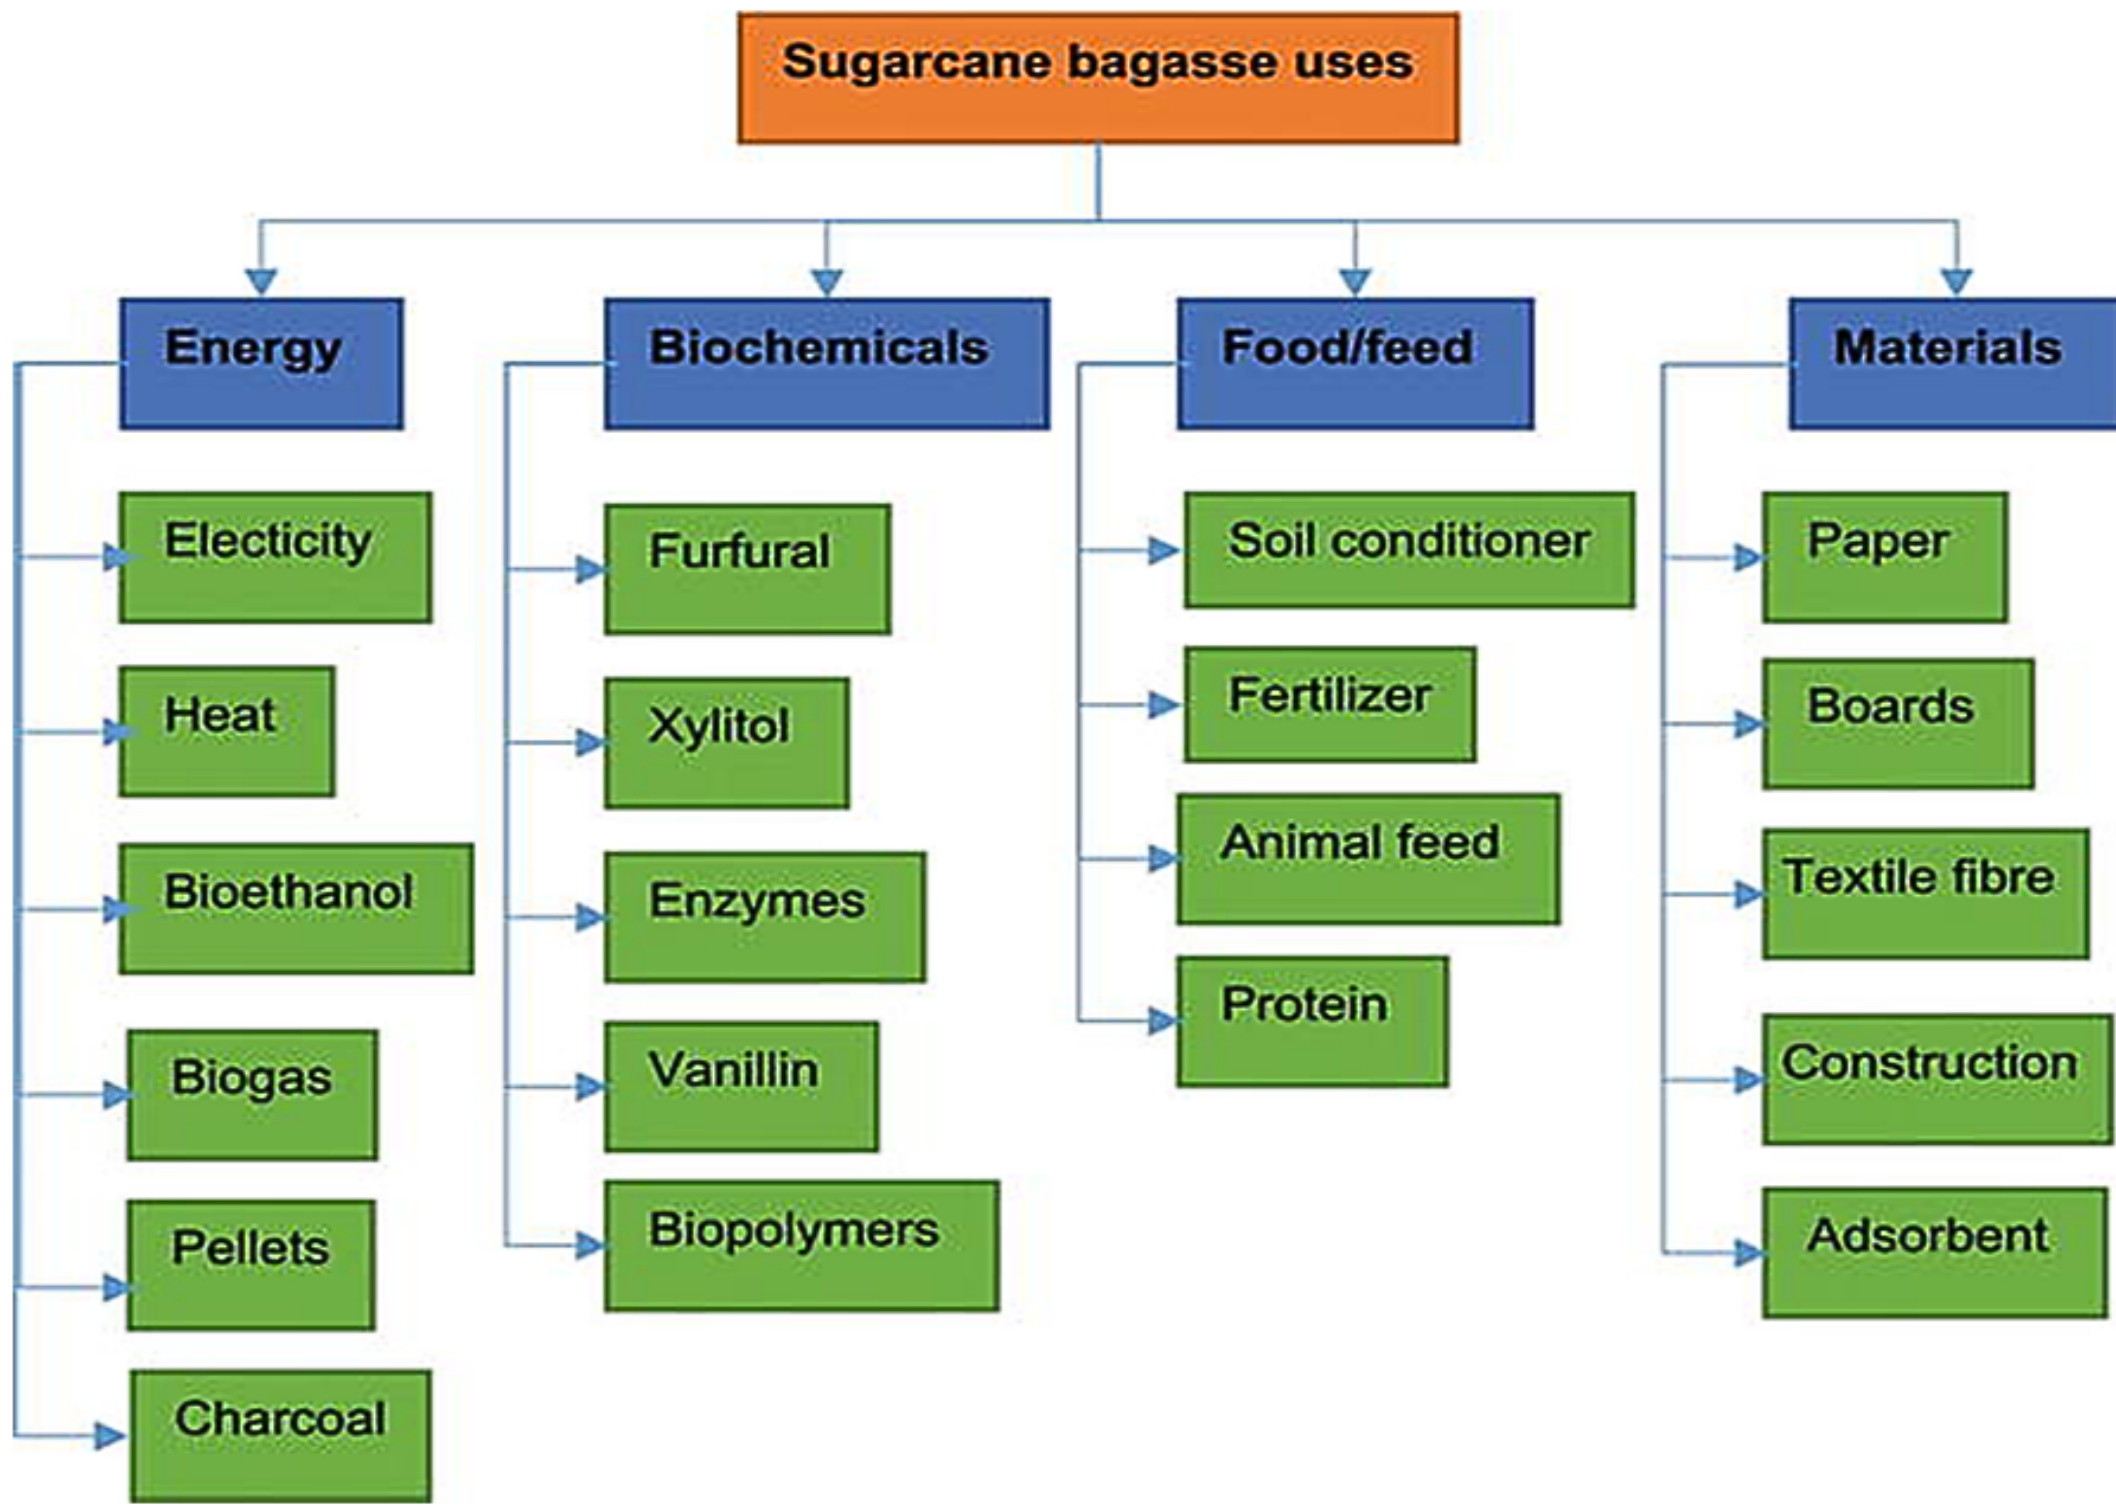 Sugarcane bagasse uses
Energy
Electicity
Heat
Bioethanol
Biogas
Pellets
Charcoal
Biochemicals
Furfural
Xylitol
Enzymes
Vanillin
Biopolymers
Food/feed
Soil conditioner
Fertilizer
Animal feed
Protein
Materials
Paper
Boards
Textile fibre
Construction
Adsorbent